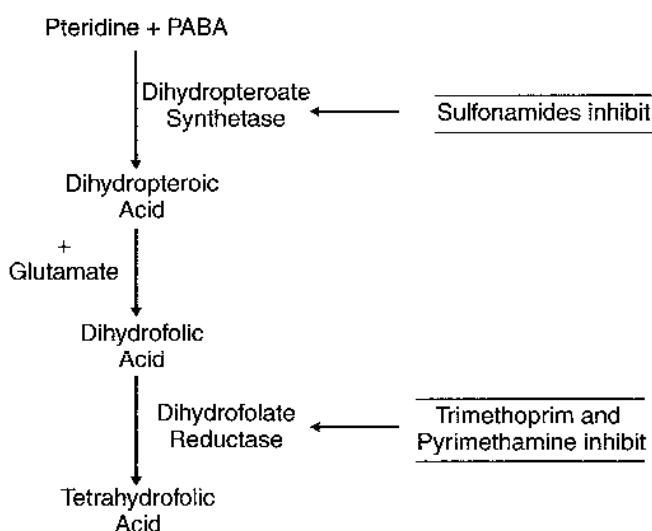 Pteridine + PABA
Dihydropteroate
Synthetase
Sulfonamides inhibit
Dihydropteroic
Acid
+
Glutamate
Dihydrofolic
Acid
Dihydrofolate
Reductase
Trimethoprim and
Pyrimethamine inhibit
Tetrahydrofolic
Acid